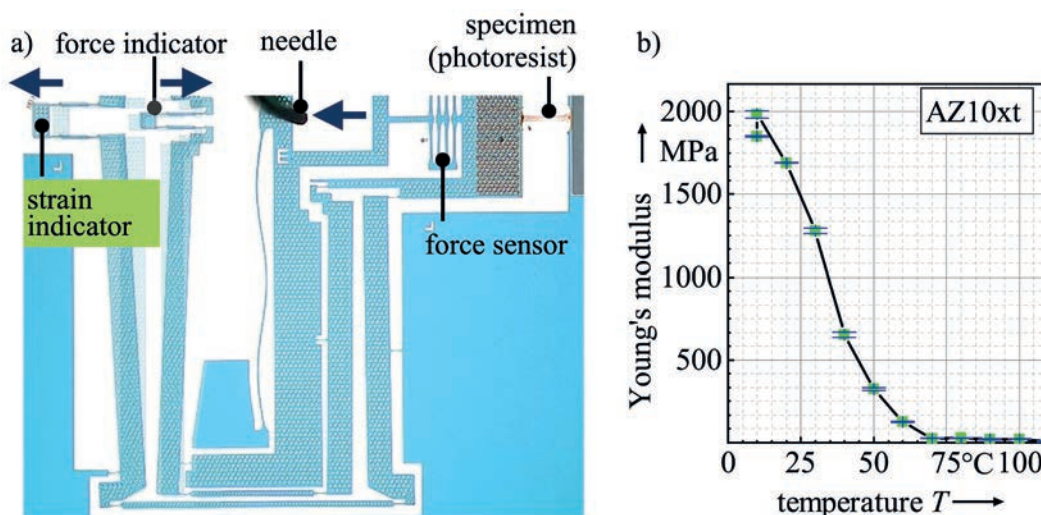 a)
force indicator
needle
specimen
(photoresist)
strain
indicator
force sensor
b)
AZ10xt
2000
MPa
1500
1000
500
Young's modulus
0
25
50
75°C
100
temperature T